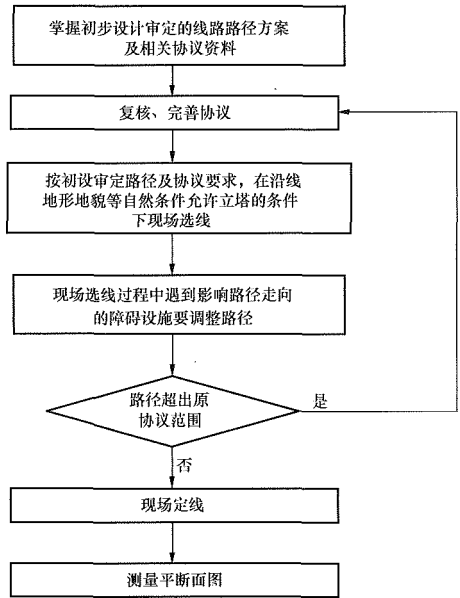 掌握初步设计审定的线路路径方案
及相关协议资料
复核、完善协议
按初设审定路径及协议要求，在沿线
地形地貌等自然条件允许立塔的条件
下现场选线
现场选线过程中遇到影响路径走向
的障碍设施要调整路径
路径超出原
协议范围
是
否
现场定线
测量平断面图